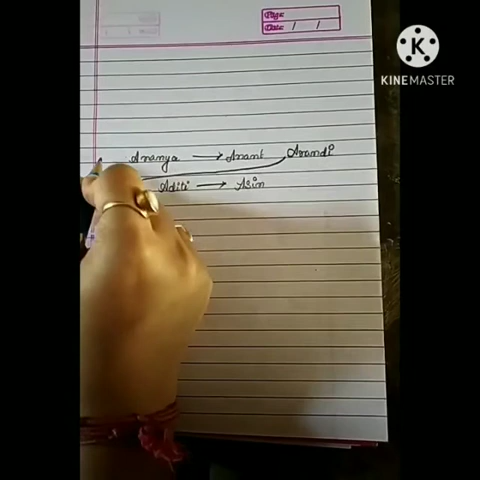 Page:
Date: / /
KINEMASTER
Ananya → Anant Anandi
Aditi → Asin